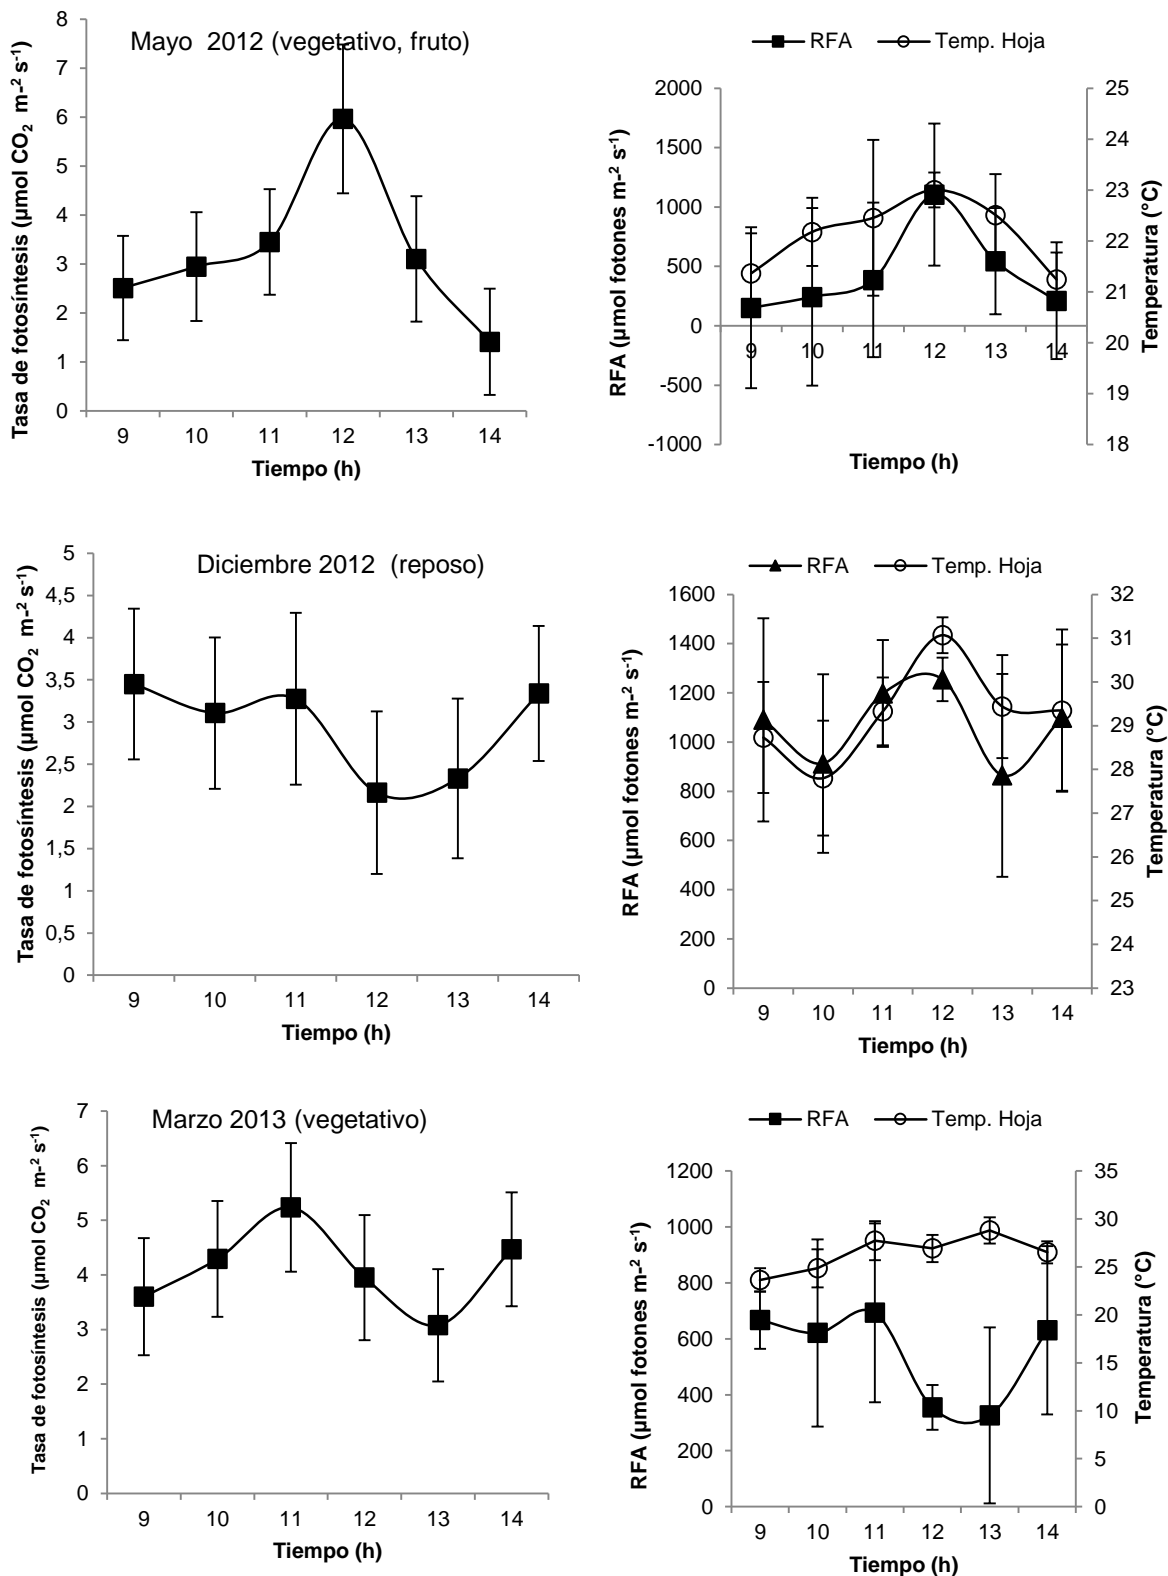 Mayo 2012 (vegetativo, fruto)
Tasa de fotosíntesis (µmol CO₂ m-² s⁻¹)
8
7
6
5
4
3
2
1
0
9 10 11 12 13 14
Tiempo (h)
RFA Temp. Hoja
RFA (µmol fotones m-² s⁻¹)
2000
1500
1000
500
0
-500
-1000
9 10 11 12 13 14
25
24
23
22
21
20
19
18
Temperatura (°C)
Tiempo (h)
Diciembre 2012 (reposo)
Tasa de fotosíntesis (µmol CO₂ m-² s⁻¹)
5
4,5
4
3,5
3
2,5
2
1,5
1
0,5
0
9 10 11 12 13 14
Tiempo (h)
RFA Temp. Hoja
RFA (µmol fotones m-² s⁻¹)
1600
1400
1200
1000
800
600
400
200
0
9 10 11 12 13 14
32
31
30
29
28
27
26
25
24
23
Temperatura (°C)
Tiempo (h)
Marzo 2013 (vegetativo)
Tasa de fotosíntesis (µmol CO₂ m-² s⁻¹)
7
6
5
4
3
2
1
0
9 10 11 12 13 14
Tiempo (h)
RFA Temp. Hoja
RFA (µmol fotones m-² s⁻¹)
1200
1000
800
600
400
200
0
9 10 11 12 13 14
35
30
25
20
15
10
5
0
Temperatura (°C)
Tiempo (h)